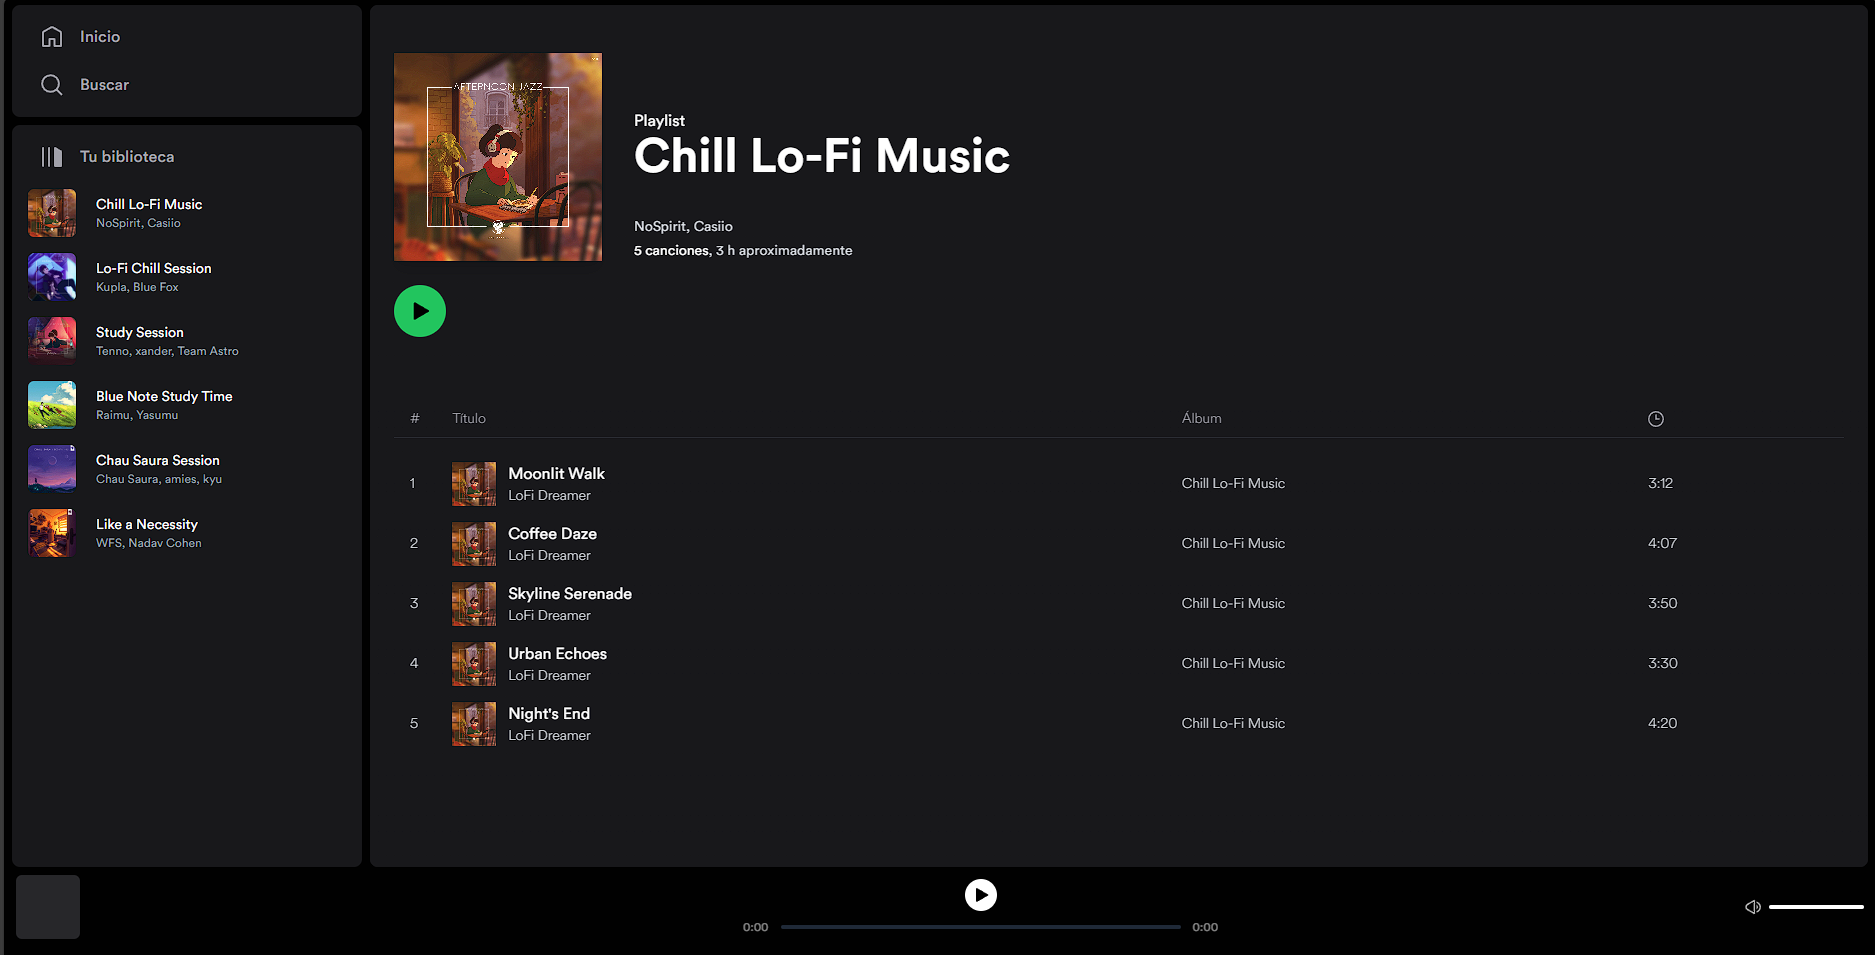 Inicio
Buscar
Tu biblioteca
Chill Lo-Fi Music
NoSpirit, Casiio
Lo-Fi Chill Session
Kupla, Blue Fox
Study Session
Tenno, xander, Team Astro
Blue Note Study Time
Raimu, Yasumu
Chau Saura Session
Chau Saura, amies, kyu
Like a Necessity
WFS, Nadav Cohen
AFTERNOON JAZZ
Playlist
Chill Lo-Fi Music
NoSpirit, Casiio
5 canciones, 3 h aproximadamente
# Título Álbum
1 Moonlit Walk Chill Lo-Fi Music 3:12
LoFi Dreamer
2 Coffee Daze Chill Lo-Fi Music 4:07
LoFi Dreamer
3 Skyline Serenade Chill Lo-Fi Music 3:50
LoFi Dreamer
4 Urban Echoes Chill Lo-Fi Music 3:30
LoFi Dreamer
5 Night's End Chill Lo-Fi Music 4:20
LoFi Dreamer
0:00 0:00